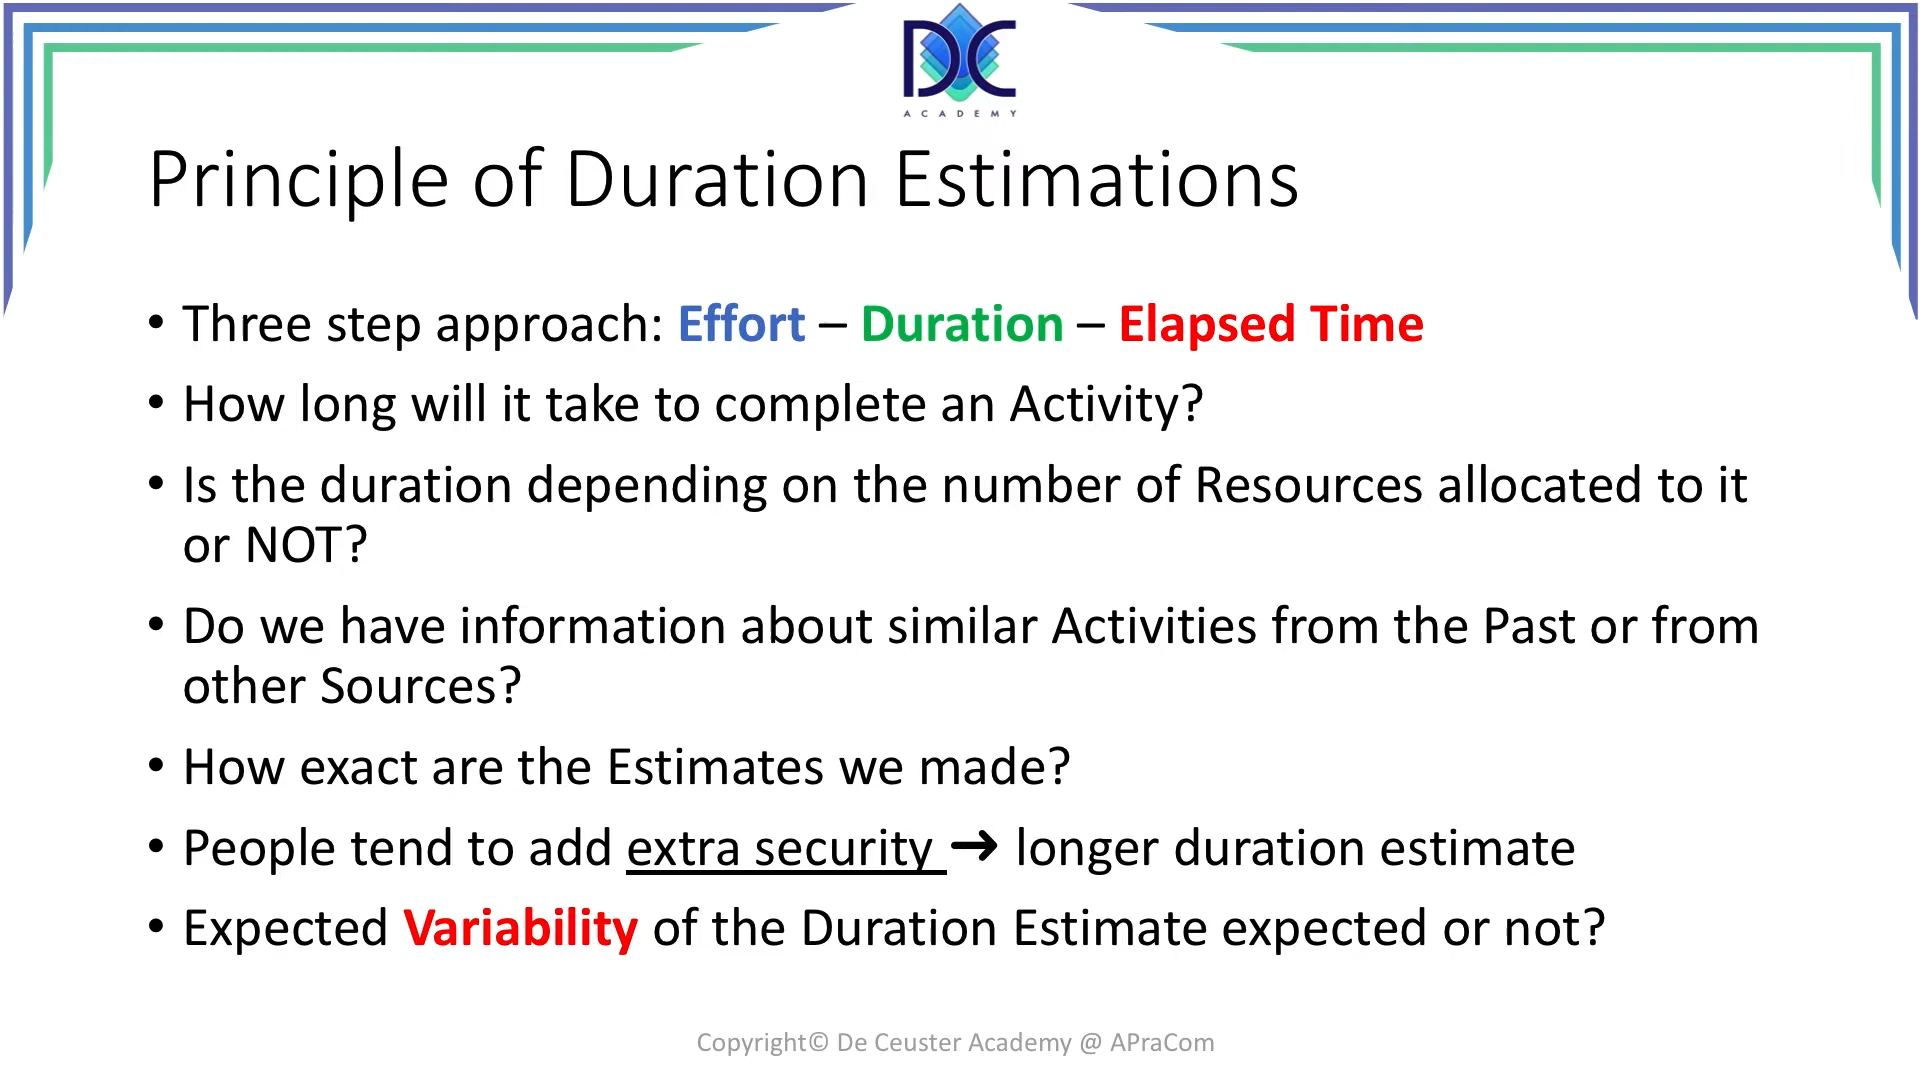 DC
ACADEMY
Principle of Duration Estimations
• Three step approach: Effort – Duration – Elapsed Time
• How long will it take to complete an Activity?
• Is the duration depending on the number of Resources allocated to it
or NOT?
• Do we have information about similar Activities from the Past or from
other Sources?
• How exact are the Estimates we made?
• People tend to add extra security ➔ longer duration estimate
• Expected Variability of the Duration Estimate expected or not?
Copyright© De Ceuster Academy @ APraCom